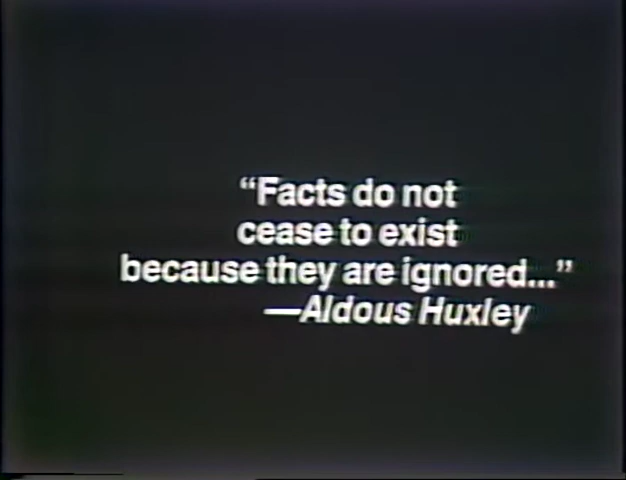 “Facts do not
cease to exist
because they are ignored...”
—Aldous Huxley